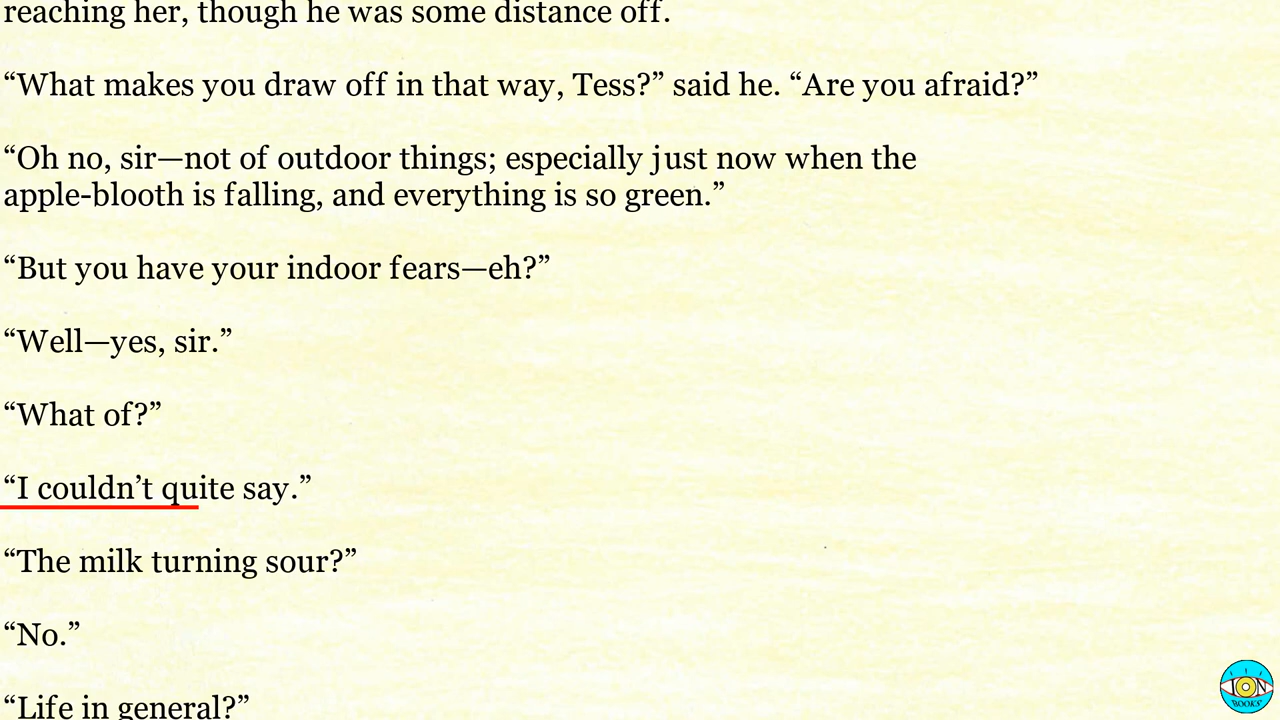 reaching her, though he was some distance off.
“What makes you draw off in that way, Tess?” said he. “Are you afraid?”
“Oh no, sir—not of outdoor things; especially just now when the
apple-blooth is falling, and everything is so green.”
“But you have your indoor fears—eh?”
“Well—yes, sir.”
“What of?”
“I couldn’t quite say.”
“The milk turning sour?”
“No.”
“Life in general?”
ION
BOOKS